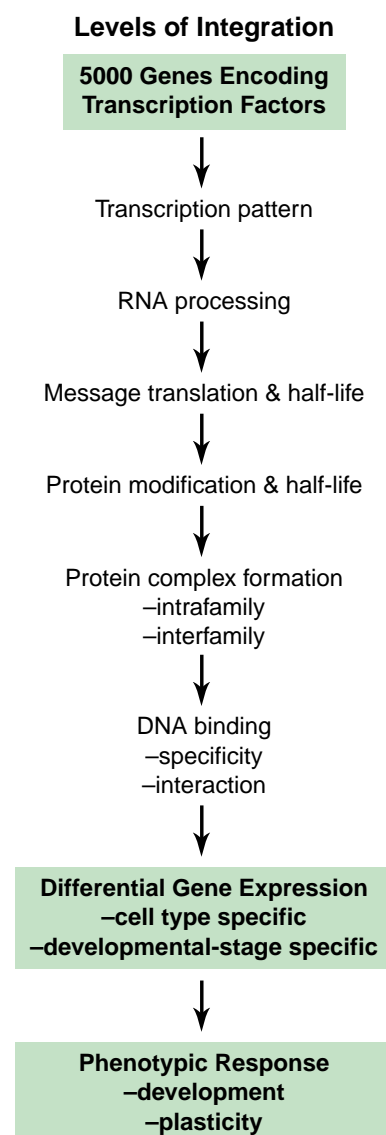 Levels of Integration
5000 Genes Encoding
Transcription Factors
Transcription pattern
RNA processing
Message translation & half-life
Protein modification & half-life
Protein complex formation
–intrafamily
–interfamily
DNA binding
–specificity
–interaction
Differential Gene Expression
–cell type specific
–developmental-stage specific
Phenotypic Response
–development
–plasticity